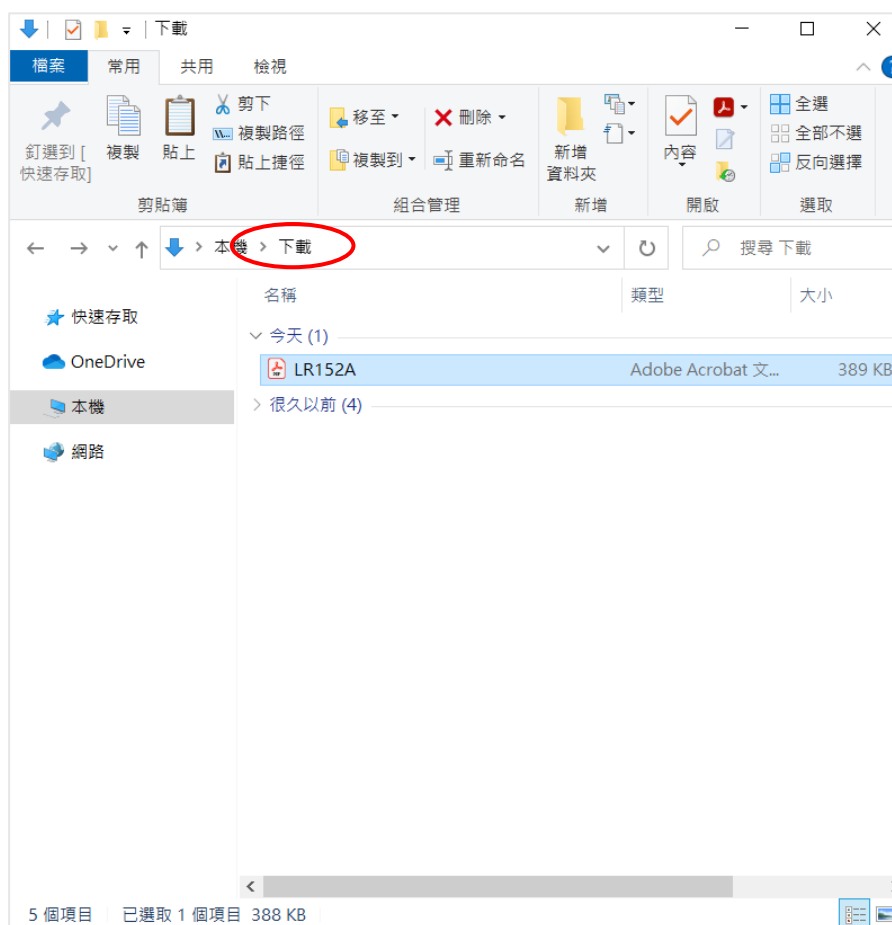 下載
檔案 常用 共用 檢視
釘選到 [
快速存取]
複製
貼上
剪下
複製路徑
貼上捷徑
移至
複製到
刪除
重新命名
新增
資料夾
內容
全選
全部不選
反向選擇
剪貼簿 組合管理 新增 開啟 選取
本機 > 下載
搜尋 下載
名稱 類型 大小
快速存取
OneDrive
本機
網路
今天 (1)
LR152A Adobe Acrobat 文... 389 KB
很久以前 (4)
5 個項目 已選取 1 個項目 388 KB